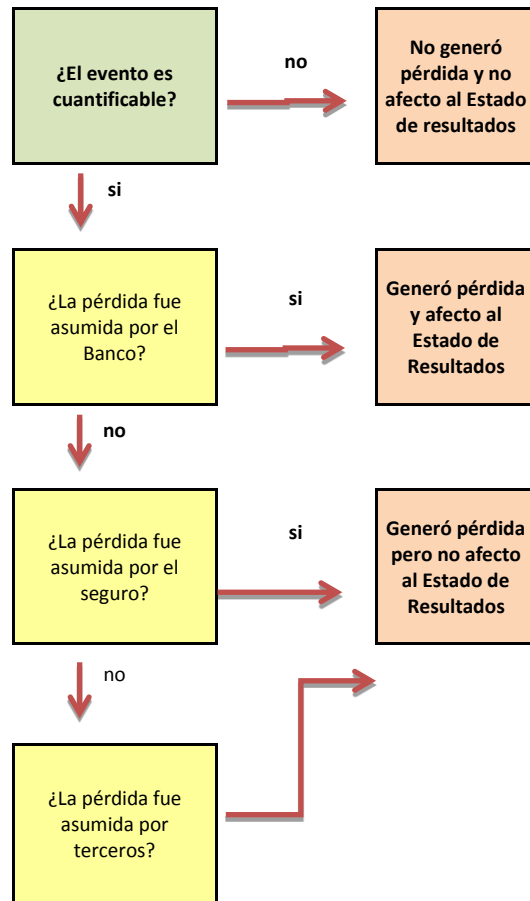 ¿El evento es
cuantificable?
no
No generó
pérdida y no
afecto al Estado
de resultados
si
¿La pérdida fue
asumida por el
Banco?
si
Generó pérdida
y afecto al
Estado de
Resultados
no
¿La pérdida fue
asumida por el
seguro?
si
Generó pérdida
pero no afecto
al Estado de
Resultados
no
¿La pérdida fue
asumida por
terceros?